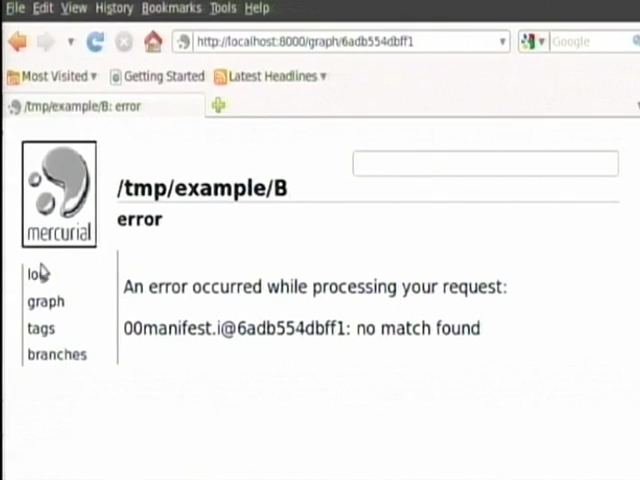 File Edit View History Bookmarks Tools Help
http://localhost:8000/graph/6adb554dbff1
Google
Most Visited
Getting Started
Latest Headlines
/tmp/example/B: error
mercurial
/tmp/example/B
error
log
graph
tags
branches
An error occurred while processing your request:
00manifest.i@6adb554dbff1: no match found